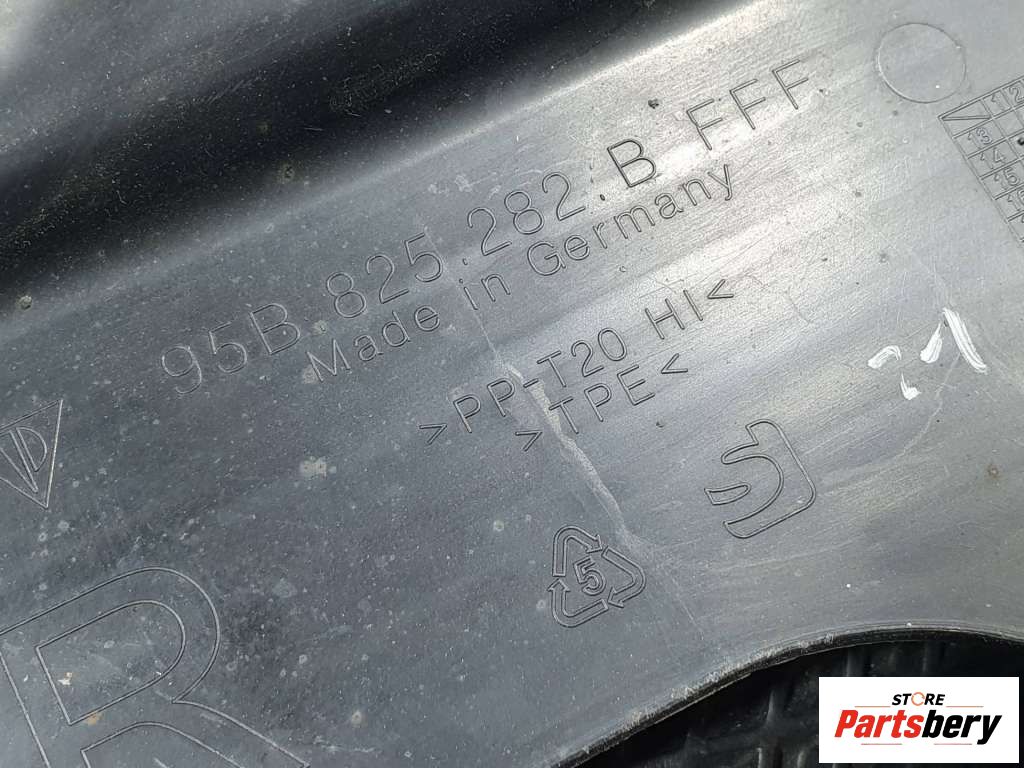 95B.825.282.B FFF
Made in Germany
>PP-T20 HI<
>TPE<
5
R
STORE
Partsbery